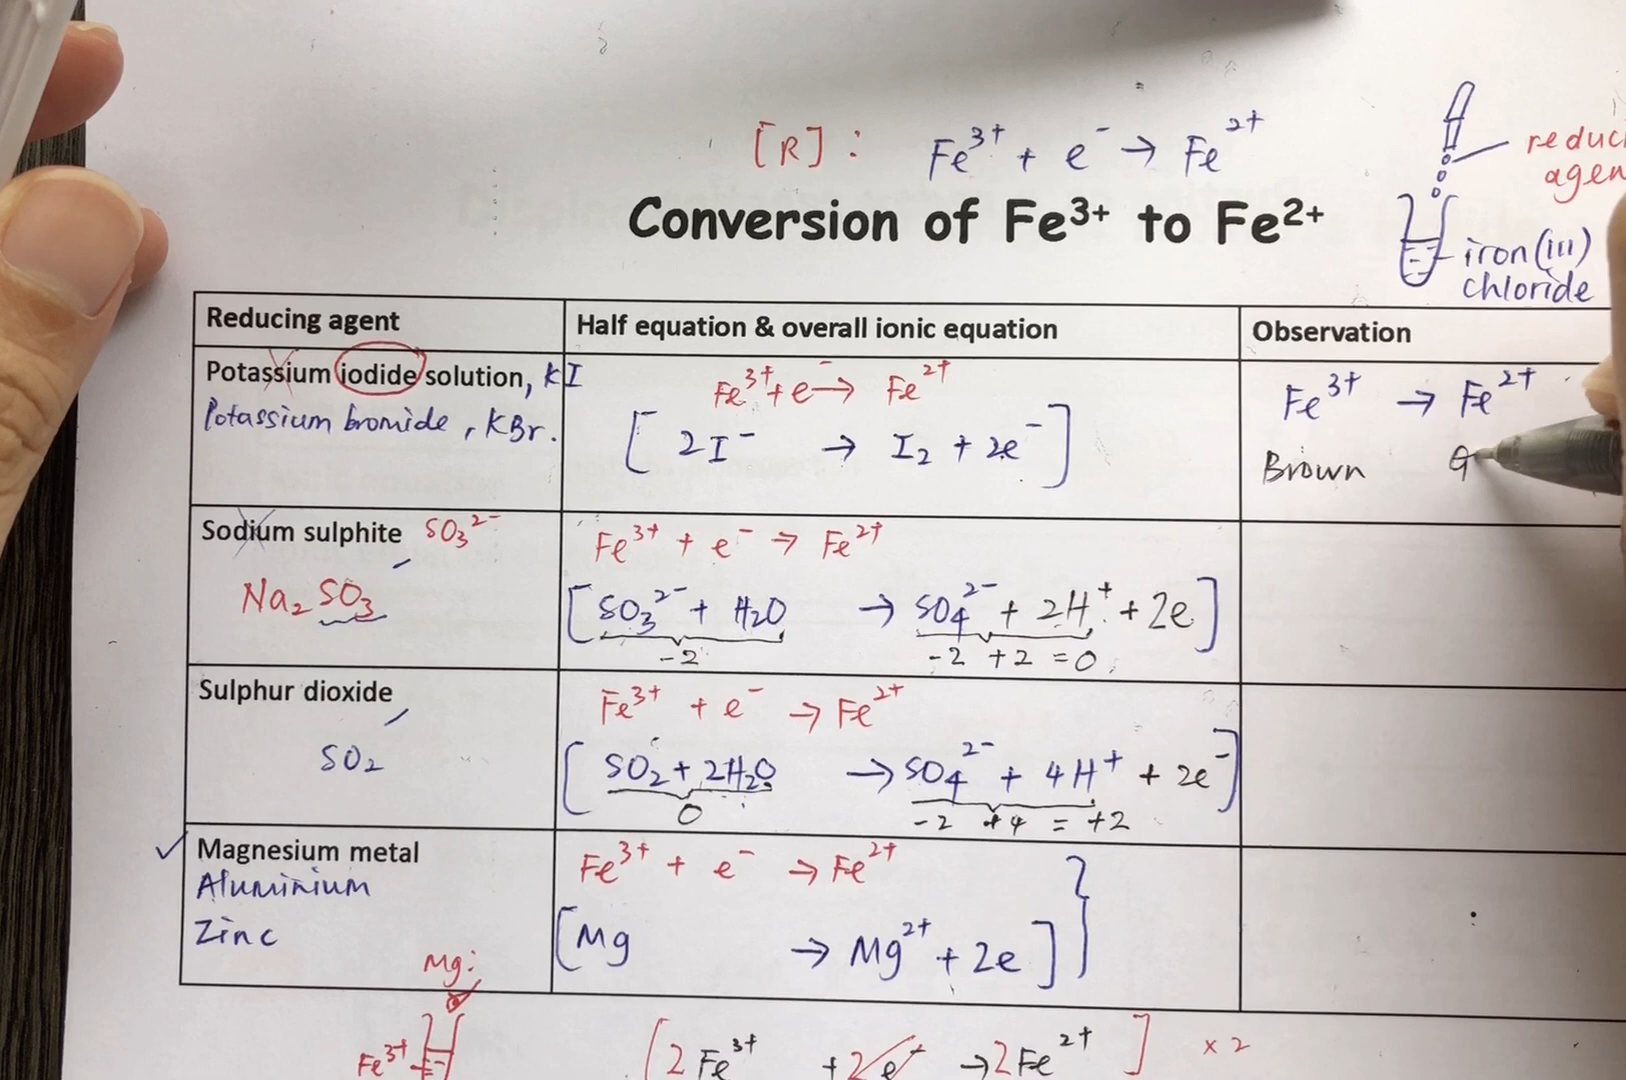 [R] : Fe³⁺ + e⁻ → Fe²⁺
Conversion of Fe³⁺ to Fe²⁺
iron(III)
chloride
Reducing agent
Half equation & overall ionic equation
Observation
Potassium iodide solution, KI
Potassium bromide, KBr.
Fe³⁺ + e⁻ → Fe²⁺
[ 2I⁻ → I₂ + 2e⁻ ]
Fe³⁺ → Fe²⁺
Brown G
Sodium sulphite SO₃²⁻
Na₂SO₃
Fe³⁺ + e⁻ → Fe²⁺
[ SO₃²⁻ + H₂O → SO₄²⁻ + 2H⁺ + 2e ]
-2 -2 +2 = 0
Sulphur dioxide
SO₂
Fe³⁺ + e⁻ → Fe²⁺
[ SO₂ + 2H₂O → SO₄²⁻ + 4H⁺ + 2e⁻ ]
0 -2 +4 = +2
✓ Magnesium metal
Aluminium
Zinc
Fe³⁺ + e⁻ → Fe²⁺
[ Mg → Mg²⁺ + 2e ] }
Mg:
Fe³⁺
[ 2Fe³⁺ + 2e⁻ → 2Fe²⁺ ] × 2